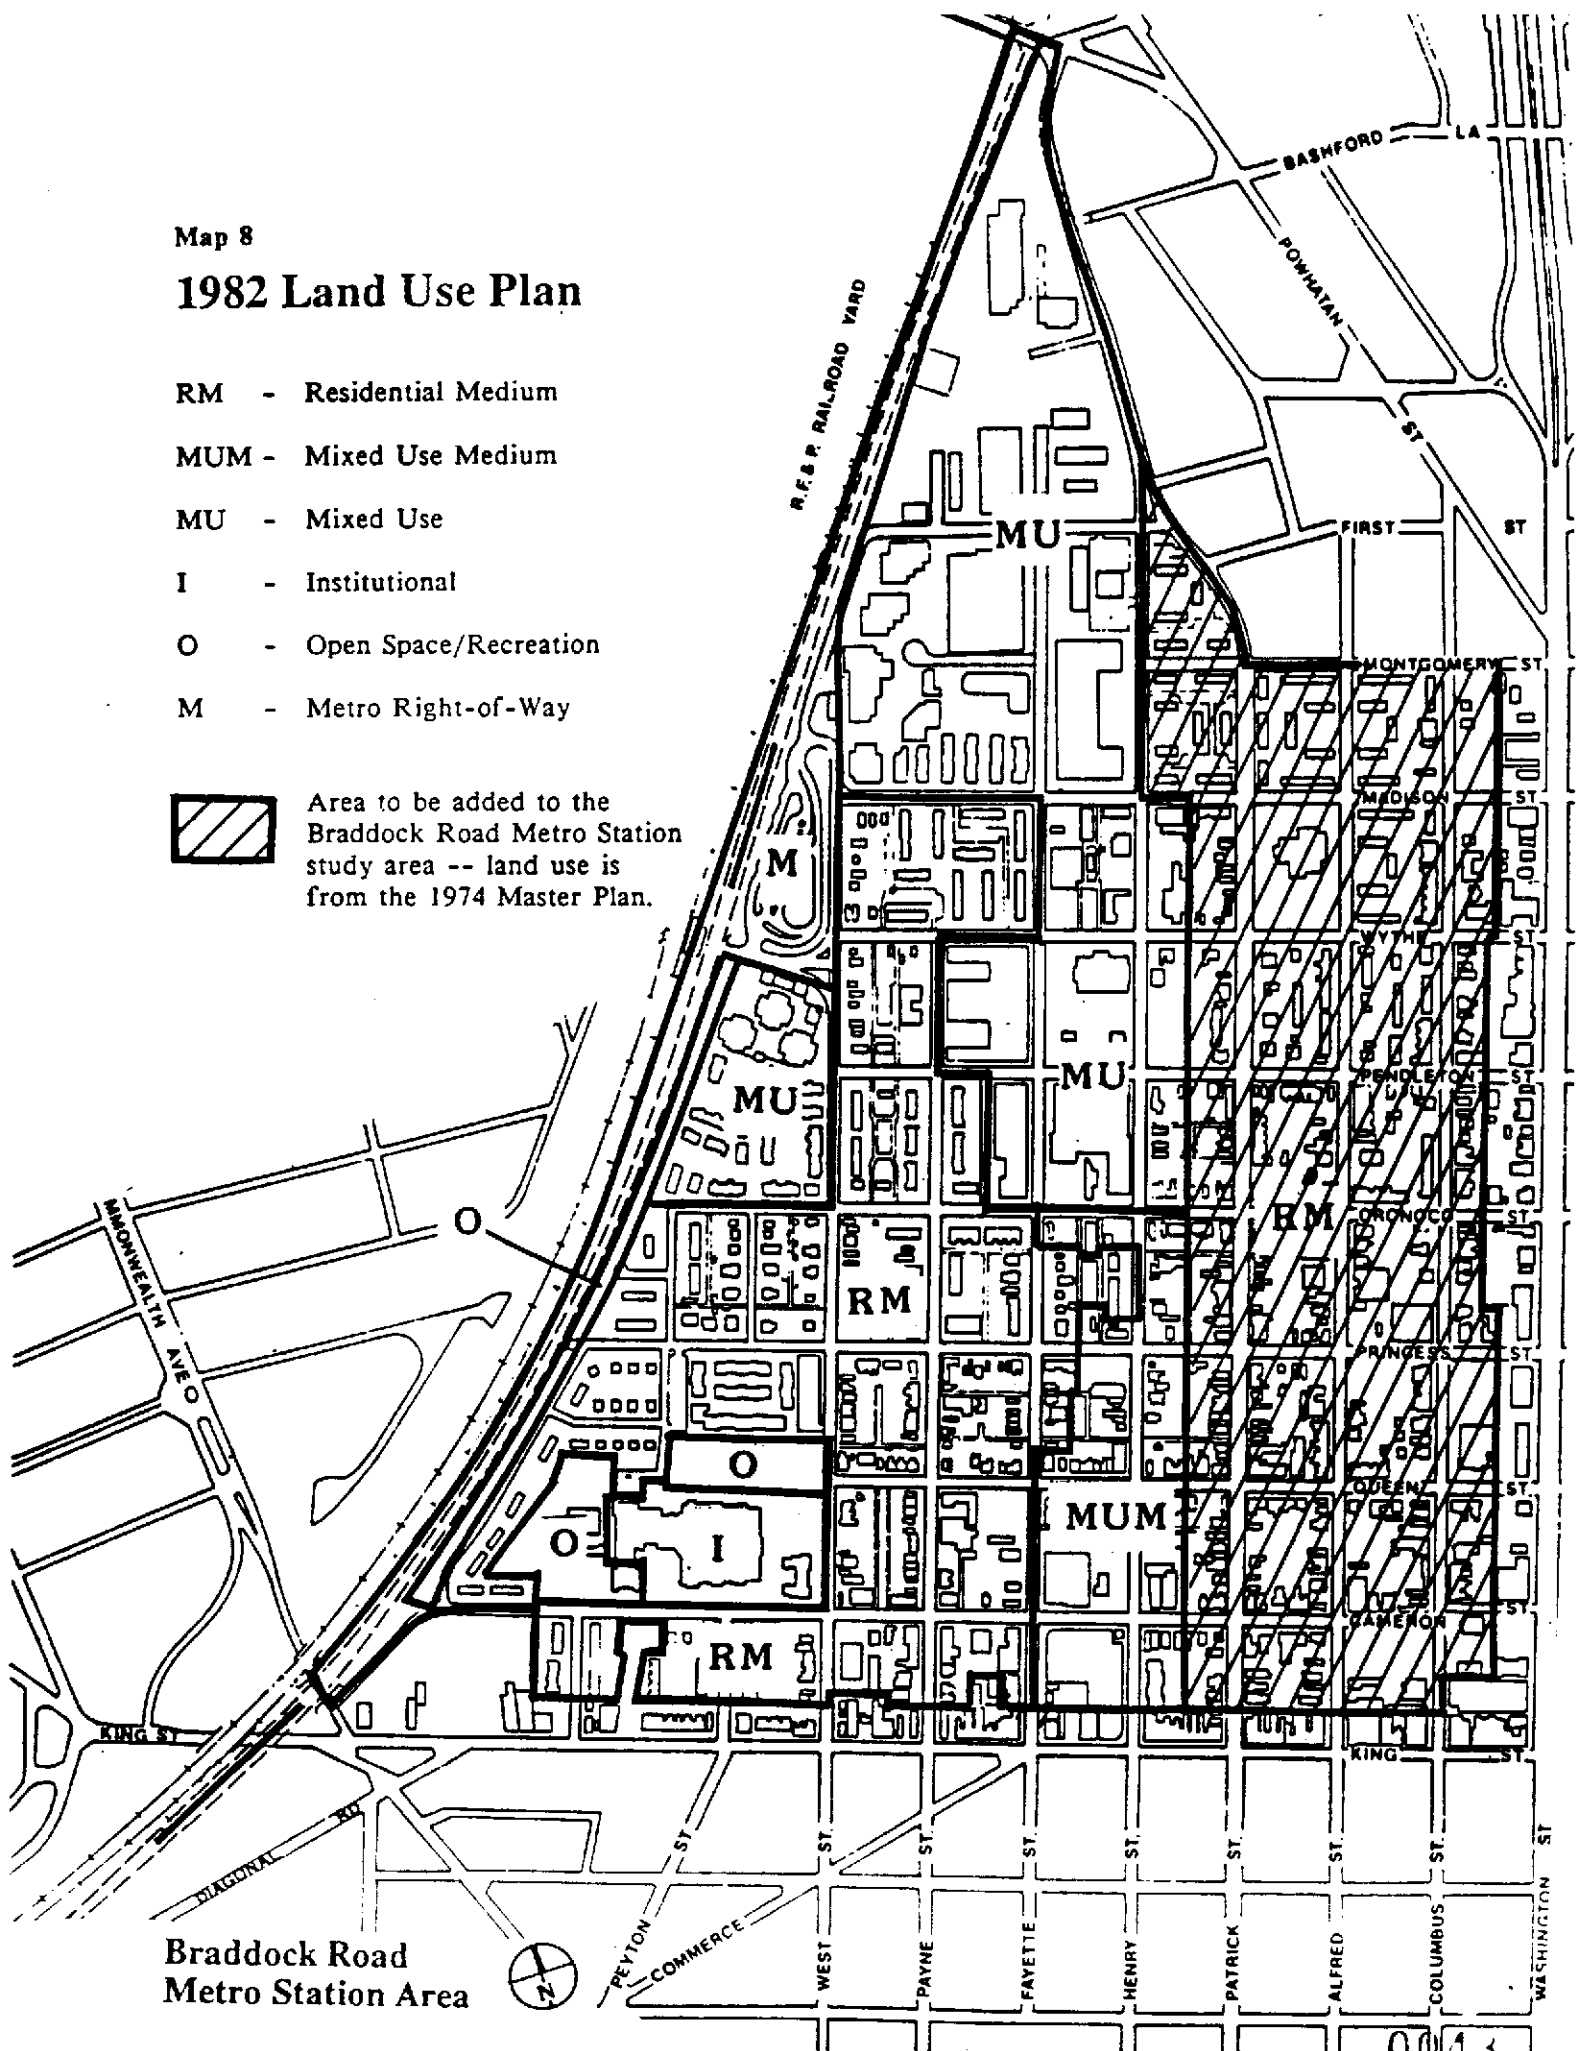 Map 8
1982 Land Use Plan
RM - Residential Medium
MUM - Mixed Use Medium
MU - Mixed Use
I - Institutional
O - Open Space/Recreation
M - Metro Right-of-Way
Area to be added to the
Braddock Road Metro Station
study area -- land use is
from the 1974 Master Plan.
R.F.& P. RAILROAD YARD
BASHFORD LA
POWHATAN ST
FIRST ST
MU
MONTGOMERY ST
MADISON ST
M
WYTHE ST
MU
MU
PENDLETON ST
O
RM
ORONOCO ST
RM
MMONWEALTH AVE
PRINCESS ST
O
QUEEN ST
MUM
O
I
CAMERON ST
RM
KING ST
KING ST
DIAGONAL RD
PEYTON ST
COMMERCE
WEST ST.
PAYNE ST.
FAYETTE ST.
HENRY ST.
PATRICK ST.
ALFRED ST.
COLUMBUS ST.
WASHINGTON ST
Braddock Road
Metro Station Area
N